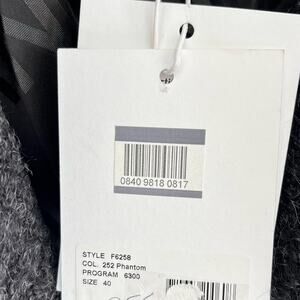 0840 9818 0817
STYLE F6258
COL. 252 Phantom
PROGRAM 6300
SIZE 40